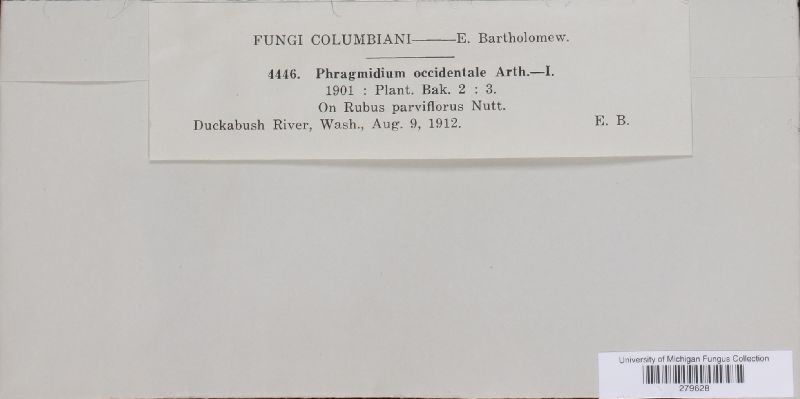 FUNGI COLUMBIANI——E. Bartholomew.
4446. Phragmidium occidentale Arth.—I.
1901 : Plant. Bak. 2 : 3.
On Rubus parviflorus Nutt.
Duckabush River, Wash., Aug. 9, 1912. E. B.
University of Michigan Fungus Collection
279628